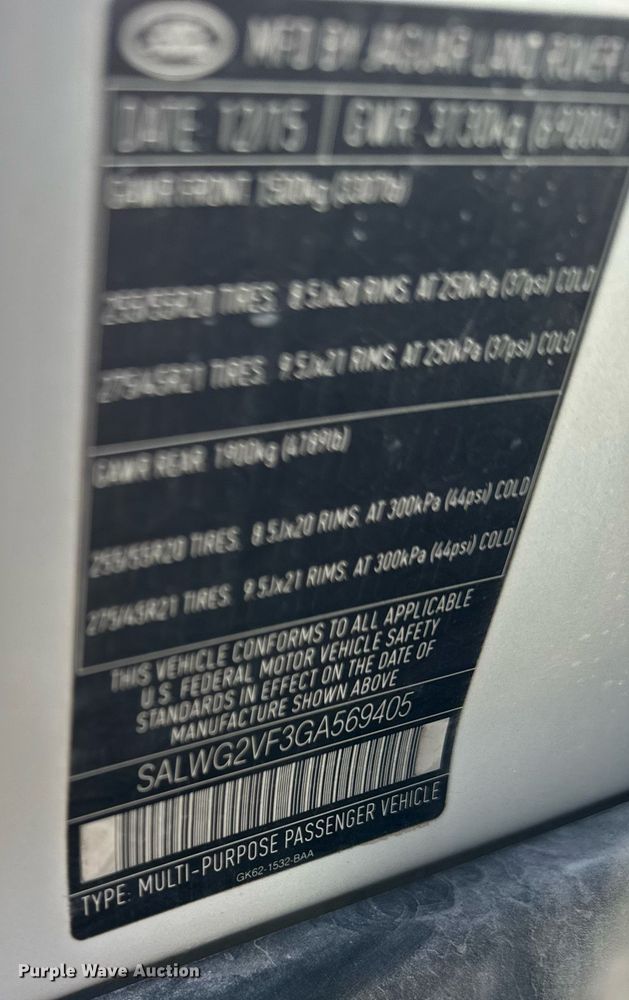 MFD BY JAGUAR LAND ROVER
DATE: 12/15 GWR 3130kg (6900lb)
GAWR FRONT 1500kg (3307lb)
255/55R20 TIRES. 8.5Jx20 RIMS. AT 250kPa (37psi) COLD
275/45R21 TIRES. 9.5Jx21 RIMS. AT 250kPa (37psi) COLD
GAWR REAR. 1900kg (4189lb)
255/55R20 TIRES. 8.5Jx20 RIMS. AT 300kPa (44psi) COLD
275/45R21 TIRES. 9.5Jx21 RIMS. AT 300kPa (44psi) COLD
THIS VEHICLE CONFORMS TO ALL APPLICABLE
U.S. FEDERAL MOTOR VEHICLE SAFETY
STANDARDS IN EFFECT ON THE DATE OF
MANUFACTURE SHOWN ABOVE
SALWG2VF3GA569405
TYPE: MULTI-PURPOSE PASSENGER VEHICLE
GK62-1532-BAA
Purple Wave Auction